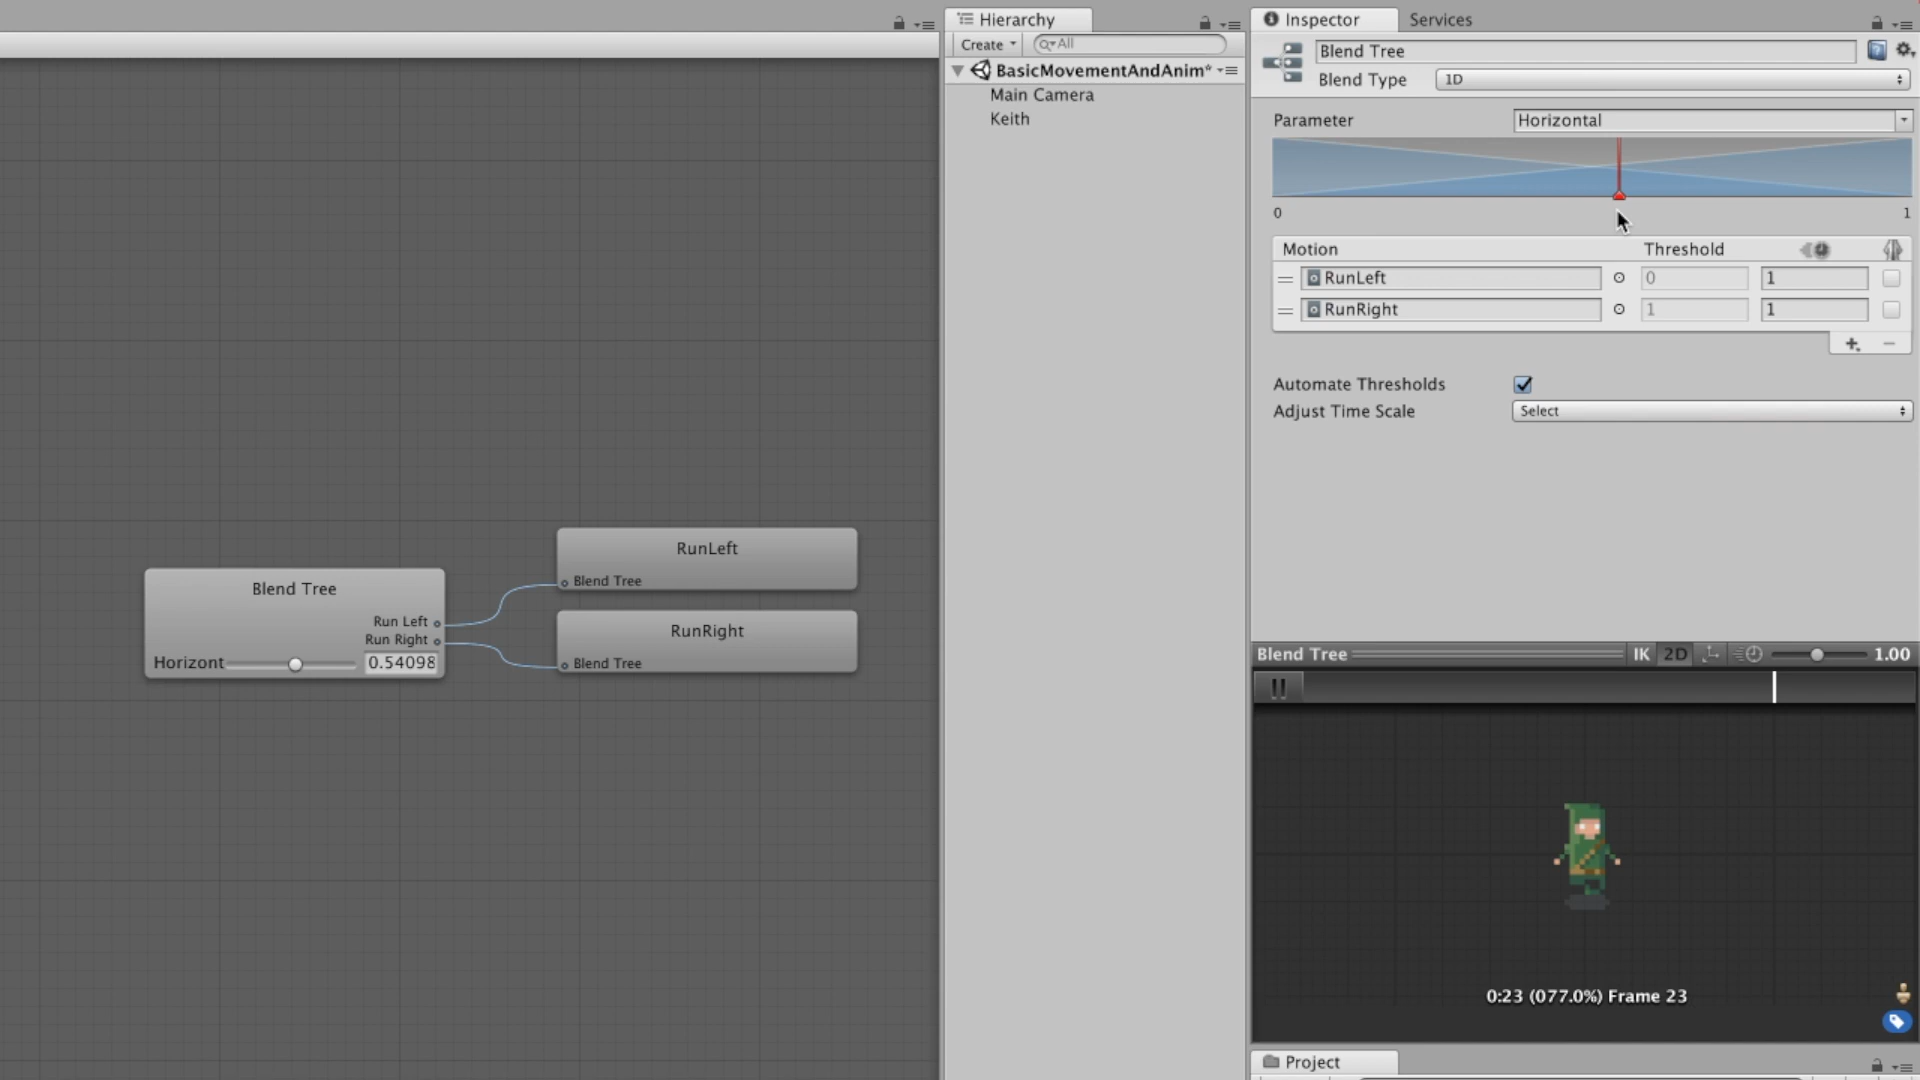 Hierarchy
Create
All
BasicMovementAndAnim*
Main Camera
Keith
Inspector
Services
Blend Tree
Blend Type
1D
Parameter
Horizontal
0
1
Motion
Threshold
RunLeft
0
1
RunRight
1
1
Automate Thresholds
Adjust Time Scale
Select
RunLeft
Blend Tree
Blend Tree
Run Left
Run Right
Horizont
0.54098
RunRight
Blend Tree
Blend Tree
IK
2D
1.00
0:23 (077.0%) Frame 23
Project